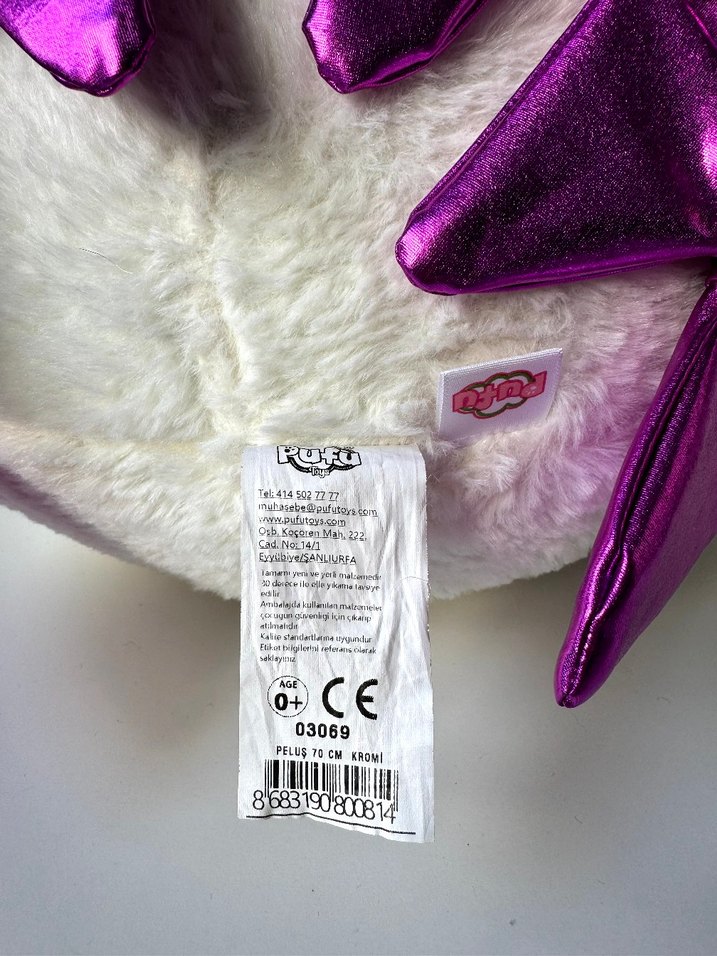 Pufu
Pufu
Toys
Tel: 414 502 77 77
muhasebe@pufutoys.com
www.pufutoys.com
Osb. Koçoren Mah. 222.
Cad. No: 14/1
Eyyübiye/ŞANLIURFA
Tamamı yeni ve yerli malzemedir
30 derece ile elle yıkama tavsiye
edilir
Ambalajda kullanılan malzemeler
çocuğun güvenliği için çıkarıp
atılmalıdır
Kalite standartlarına uygundur
Etiket bilgilerini referans olarak
saklayınız
AGE
0+ CE
03069
PELUŞ 70 CM KROMİ
8 683190 800814